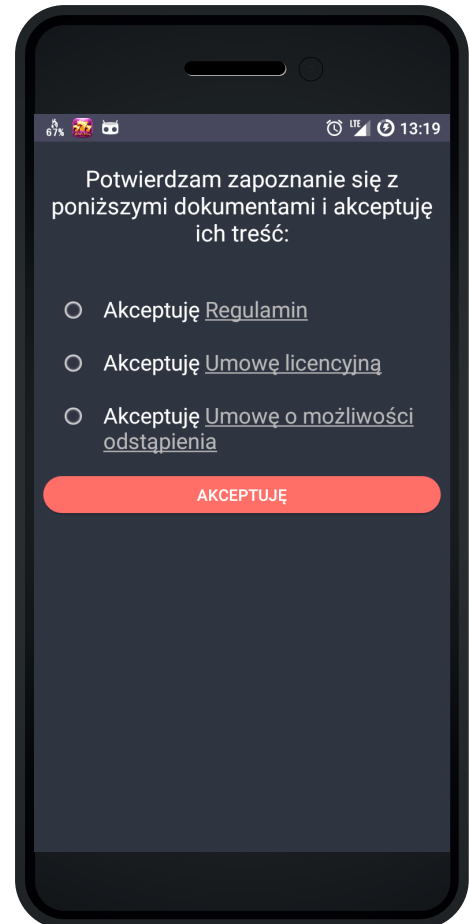 67% LTE 13:19
Potwierdzam zapoznanie się z
poniższymi dokumentami i akceptuję
ich treść:
Akceptuję Regulamin
Akceptuję Umowę licencyjną
Akceptuję Umowę o możliwości
odstąpienia
AKCEPTUJĘ